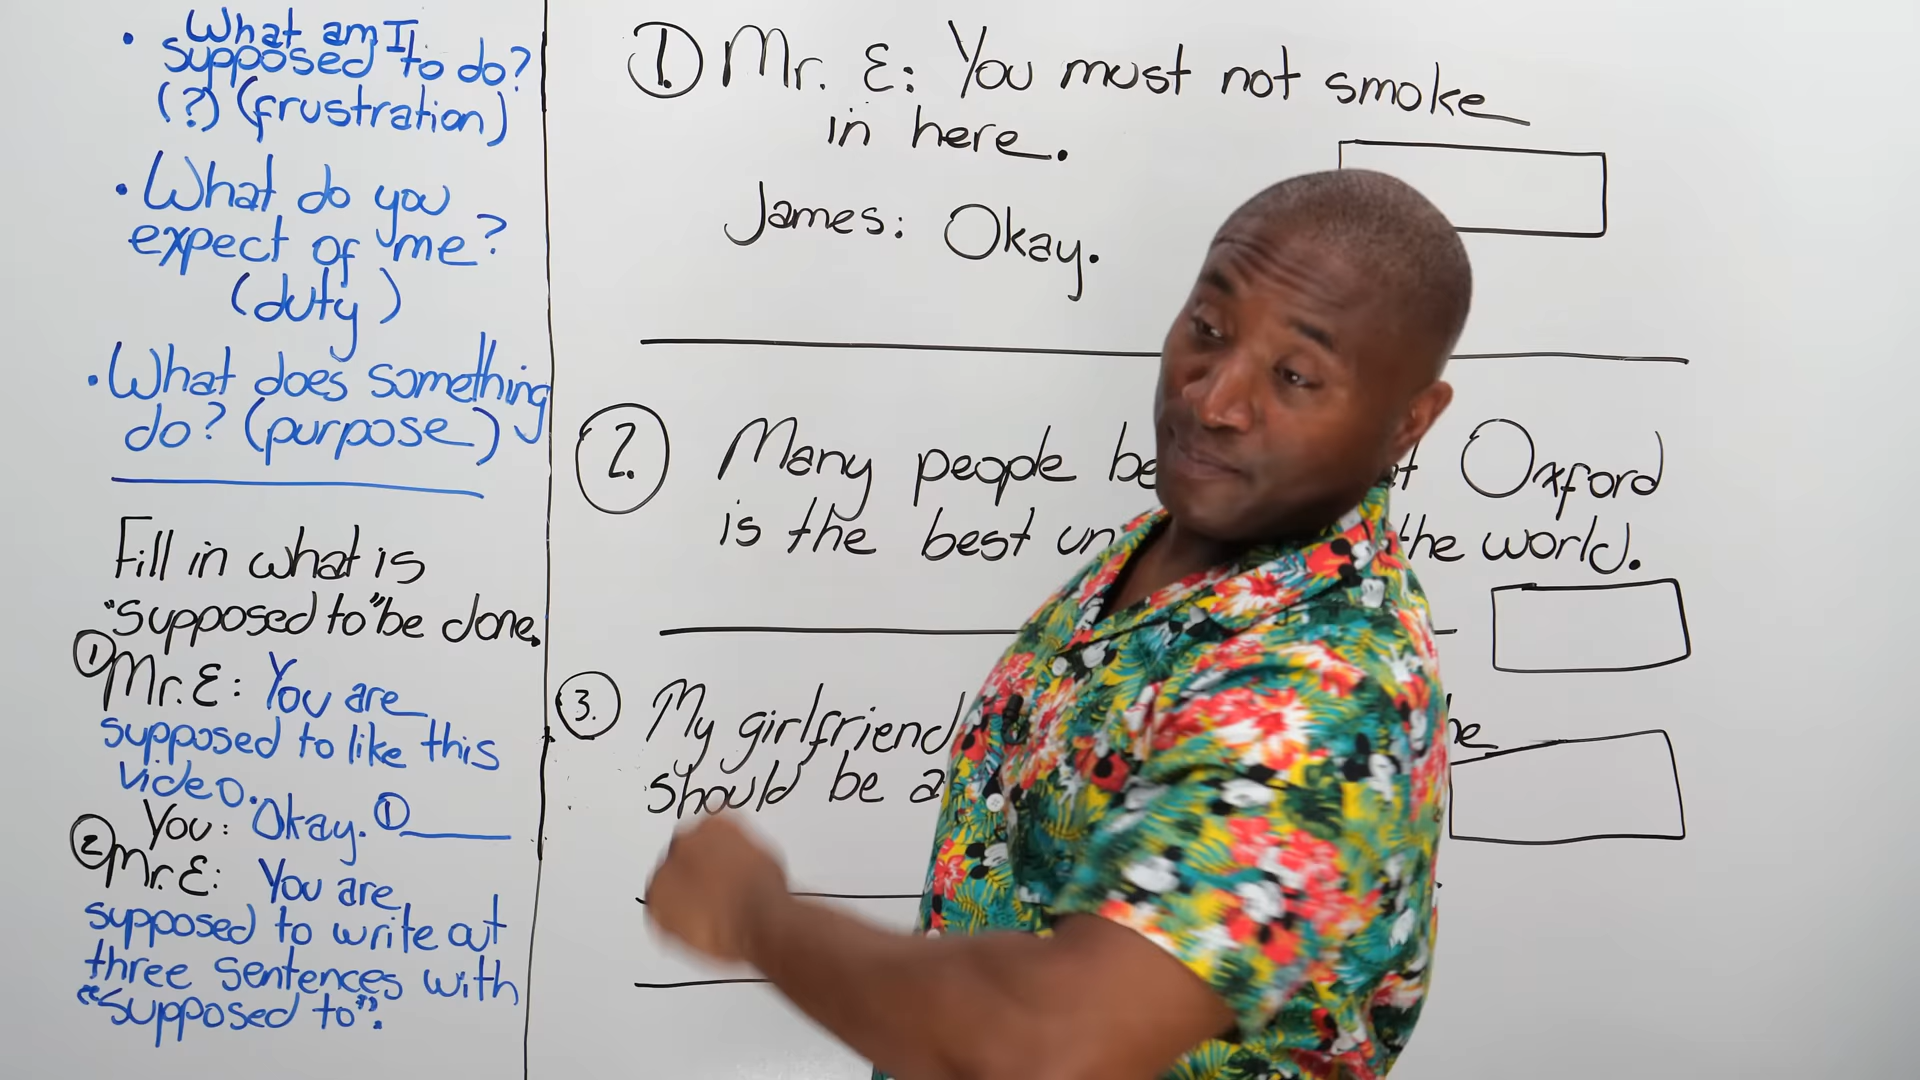 • What am I
supposed to do?
(?) (frustration)
• What do you
expect of me?
(duty)
• What does something
do? (purpose)
Fill in what is
"supposed to" be done.
① Mr. E: You are
supposed to like this
video.
You: Okay. ①
② Mr. E: You are
supposed to write out
three sentences with
"supposed to".
①. Mr. E: You must not smoke
in here.
James: Okay.
②. Many people Oxford
is the best the world.
③. My girlfriend
should be